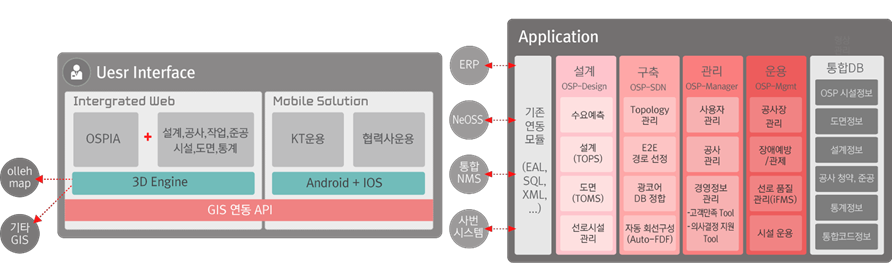 Uesr Interface
Intergrated Web
OSPIA
+
설계,공사,작업,준공
시설,도면,통계
3D Engine
Mobile Solution
KT운용
협력사운용
Android + IOS
GIS 연동 API
olleh
map
기타
GIS
Application
ERP
NeOSS
통합
NMS
사번
시스템
기존
연동
모듈
(EAL,
SQL,
XML,
...)
설계
OSP-Design
수요예측
설계
(TOPS)
도면
(TOMS)
선로시설
관리
구축
OSP-SDN
Topology
관리
E2E
경로 선정
광코어
DB 정합
자동 회선구성
(Auto-FDF)
관리
OSP-Manager
사용자
관리
공사
관리
경영정보
관리
-고객만족 Tool
-의사결정 지원
Tool
운용
OSP-Mgmt
공사장
관리
장애예방
/관제
선로 품질
관리(iFMS)
시설 운용
통합DB
OSP 시설정보
도면정보
설계정보
공사 청약, 준공
통계정보
통합코드정보